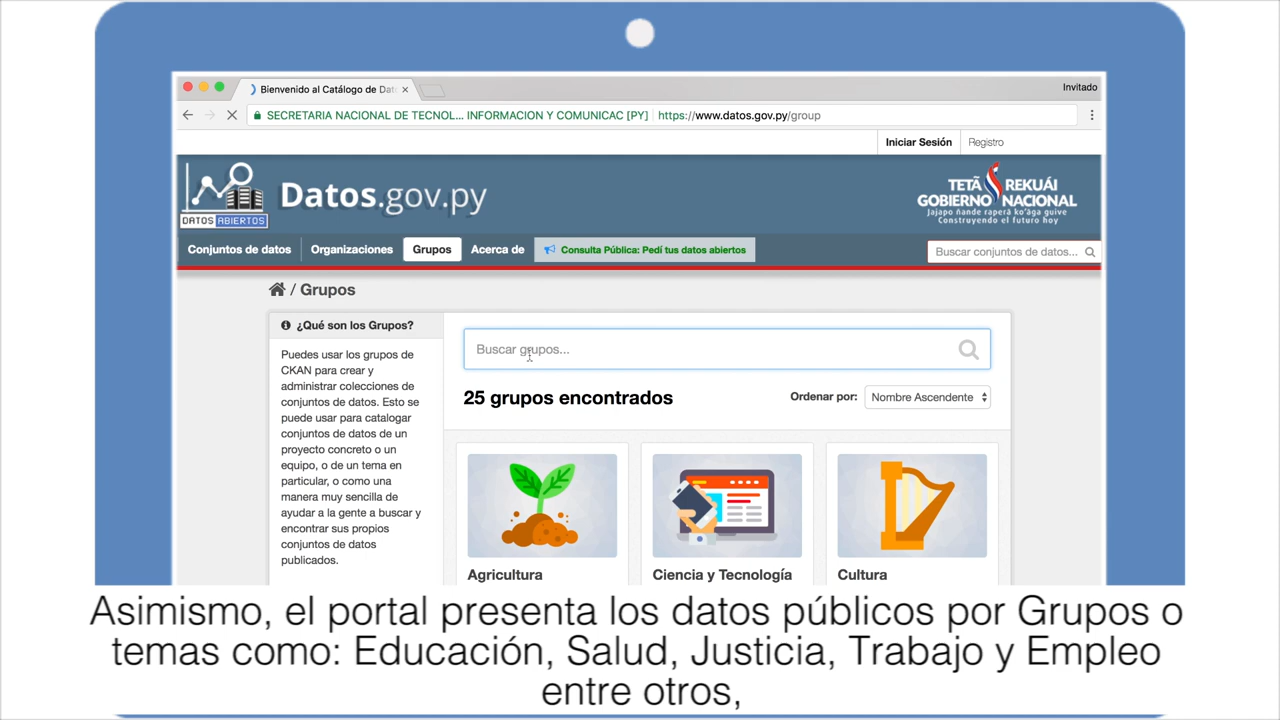 Bienvenido al Catálogo de Dat
Invitado
SECRETARIA NACIONAL DE TECNOL... INFORMACION Y COMUNICAC [PY]
https://www.datos.gov.py/group
Iniciar Sesión
Registro
DATOS ABIERTOS
Datos.gov.py
TETÃ REKUÁI
GOBIERNO NACIONAL
Jajapo ñande raperã ko'ãga guive
Construyendo el futuro hoy
Conjuntos de datos
Organizaciones
Grupos
Acerca de
Consulta Pública: Pedí tus datos abiertos
Buscar conjuntos de datos...
/ Grupos
¿Qué son los Grupos?
Puedes usar los grupos de
CKAN para crear y
administrar colecciones de
conjuntos de datos. Esto se
puede usar para catalogar
conjuntos de datos de un
proyecto concreto o un
equipo, o de un tema en
particular, o como una
manera muy sencilla de
ayudar a la gente a buscar y
encontrar sus propios
conjuntos de datos
publicados.
Buscar grupos...
25 grupos encontrados
Ordenar por:
Nombre Ascendente
Agricultura
Ciencia y Tecnología
Cultura
Asimismo, el portal presenta los datos públicos por Grupos o
temas como: Educación, Salud, Justicia, Trabajo y Empleo
entre otros,